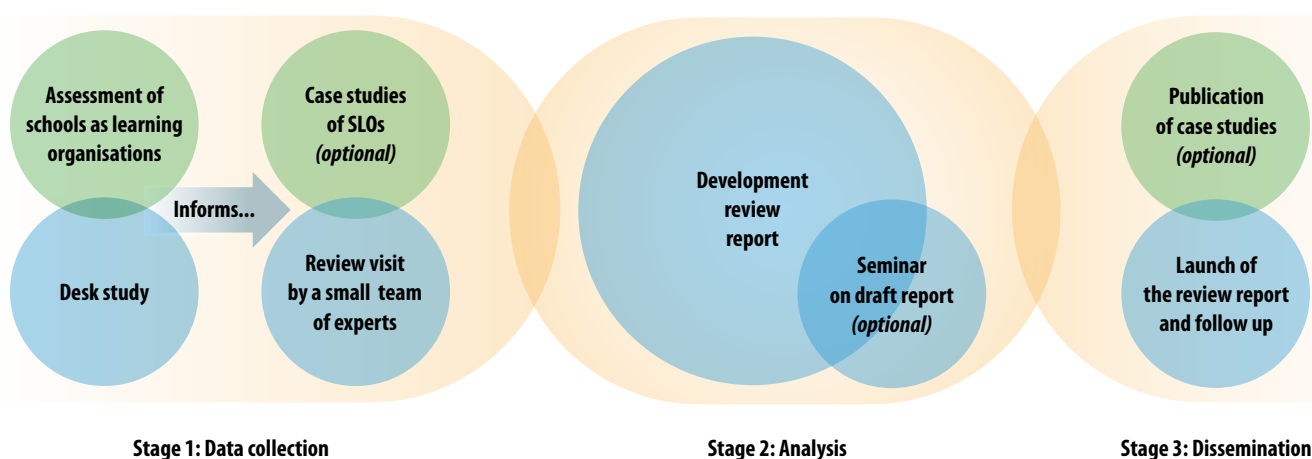 Assessment of
schools as learning
organisations
Desk study
Informs...
Case studies
of SLOs
(optional)
Review visit
by a small team
of experts
Development
review
report
Seminar
on draft report
(optional)
Publication
of case studies
(optional)
Launch of
the review report
and follow up
Stage 1: Data collection
Stage 2: Analysis
Stage 3: Dissemination